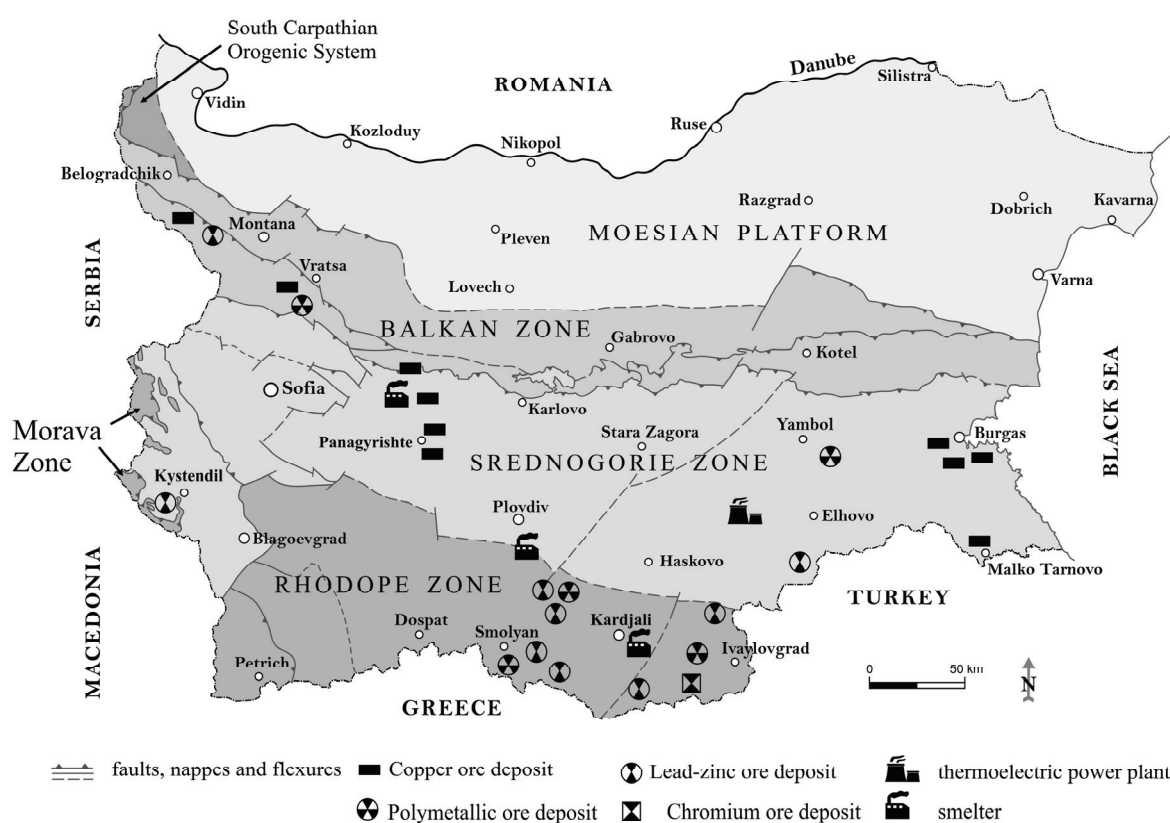 South Carpathian
Orogenic System
Danube
Silistra
ROMANIA
Vidin
Ruse
Kozloduy
Nikopol
Belogradchik
Razgrad
Dobrich
Kavarna
Montana
Pleven
MOESIAN PLATFORM
SERBIA
Vratsa
Varna
Lovech
BALKAN ZONE
Gabrovo
Kotel
Sofia
Karlovo
BLACK SEA
Morava
Zone
Panagyrishte
Stara Zagora
Yambol
Burgas
SREDNOGORIE ZONE
Kystendil
Plovdiv
Elhovo
Blagoevgrad
Haskovo
Malko Tarnovo
RHODOPE ZONE
TURKEY
MACEDONIA
Dospat
Smolyan
Kardjali
Ivaylovgrad
Petrich
0 50 km
N
GREECE
faults, nappes and flexures
Copper ore deposit
Lead-zinc ore deposit
thermoelectric power plant
Polymetallic ore deposit
Chromium ore deposit
smelter